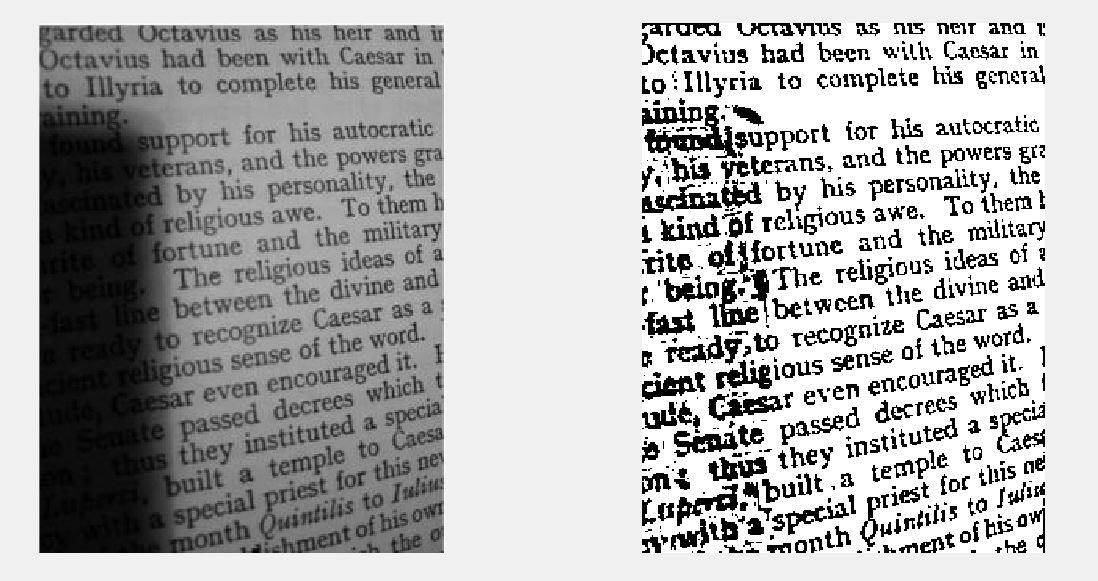 garded Octavius as his heir and in
Octavius had been with Caesar in
to Illyria to complete his general
aining.
found support for his autocratic
y, his veterans, and the powers gra
ascinated by his personality, the
a kind of religious awe. To them h
rite of fortune and the military
r being. The religious ideas of a
-fast line between the divine and
e ready to recognize Caesar as a
cient religious sense of the word.
ude, Caesar even encouraged it.
e Senate passed decrees which t
on: thus they instituted a specia
Luperci, built a temple to Caesa
cy with a special priest for this new
the month Quintilis to Julius
lishment of his own
the o
garded Octavius as his heir and i
Octavius had been with Caesar in
to Illyria to complete his general
aining.
found support for his autocratic
y, his veterans, and the powers gra
ascinated by his personality, the
a kind of religious awe. To them h
rite of fortune and the military
r being. The religious ideas of a
-fast line between the divine and
e ready to recognize Caesar as a
cient religious sense of the word.
ude, Caesar even encouraged it.
e Senate passed decrees which
on: thus they instituted a specia
Luperci, built a temple to Caesa
with a special priest for this ne
month Quintilis to Juliu
hment of his ow
the o